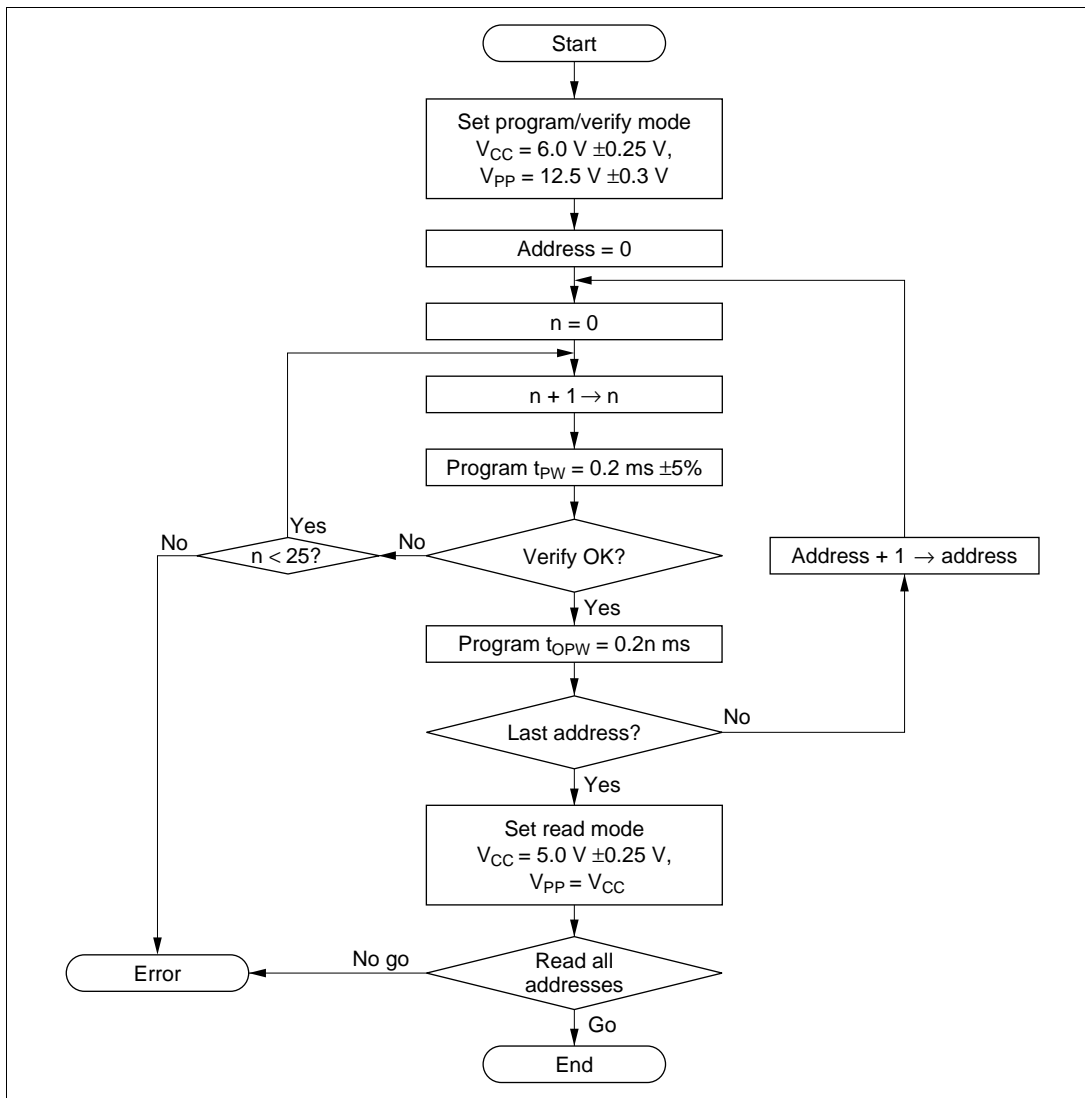 Start
Set program/verify mode
VCC = 6.0 V ±0.25 V,
VPP = 12.5 V ±0.3 V
Address = 0
n = 0
n + 1 → n
Program tPW = 0.2 ms ±5%
Verify OK?
No
n < 25?
Yes
No
Yes
Address + 1 → address
Program tOPW = 0.2n ms
Last address?
No
Yes
Set read mode
VCC = 5.0 V ±0.25 V,
VPP = VCC
Read all
addresses
No go
Error
Go
End